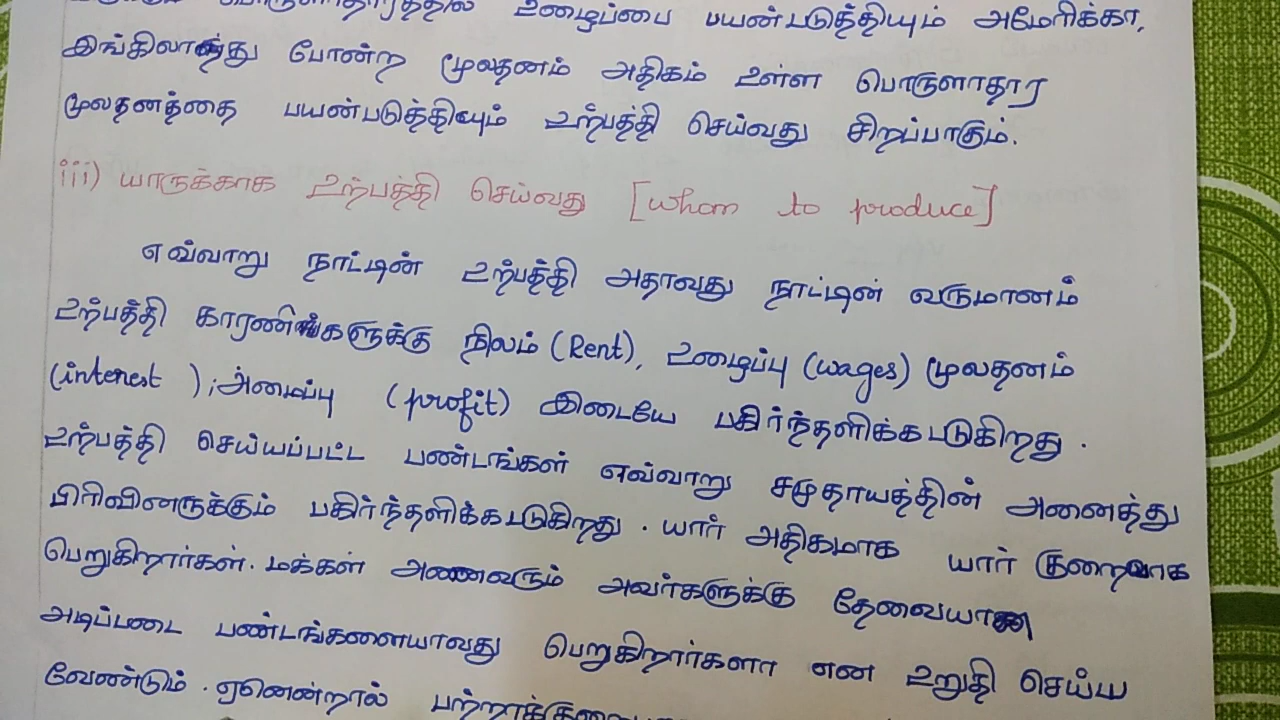 பொருளாதாரத்தில் உழைப்பை பயன்படுத்தியும் அமெரிக்கா,
இங்கிலாந்து போன்ற மூலதனம் அதிகம் உள்ள பொருளாதார
மூலதனத்தை பயன்படுத்தியும் உற்பத்தி செய்வது சிறப்பாகும்.
iii) யாருக்காக உற்பத்தி செய்வது [whom to produce]
எவ்வாறு நாட்டின் உற்பத்தி அதாவது நாட்டின் வருமானம்
உற்பத்தி காரணிகளுக்கு நிலம் (Rent), உழைப்பு (wages) மூலதனம்
(interest ); அமைப்பு (profit) இடையே பகிர்ந்தளிக்கபடுகிறது.
உற்பத்தி செய்யப்பட்ட பண்டங்கள் எவ்வாறு சமுதாயத்தின் அனைத்து
பிரிவினருக்கும் பகிர்ந்தளிக்கபடுகிறது. யார் அதிகமாக யார் குறைவாக
பெறுகிறார்கள். மக்கள் அனைவரும் அவர்களுக்கு தேவையான
அடிப்படை பண்டங்களையாவது பெறுகிறார்களா என உறுதி செய்ய
வேண்டும். ஏனென்றால்